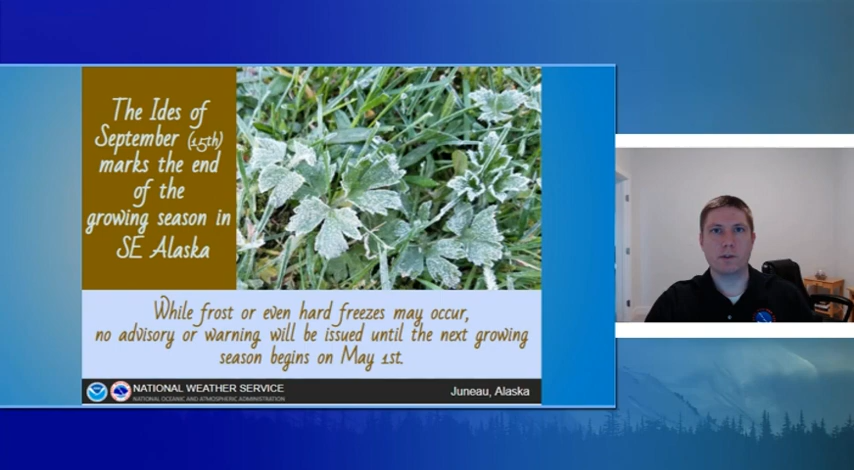 The Ides of
September (15th)
marks the end
of the
growing season in
SE Alaska
While frost or even hard freezes may occur,
no advisory or warning will be issued until the next growing
season begins on May 1st.
NATIONAL WEATHER SERVICE
NATIONAL OCEANIC AND ATMOSPHERIC ADMINISTRATION
Juneau, Alaska